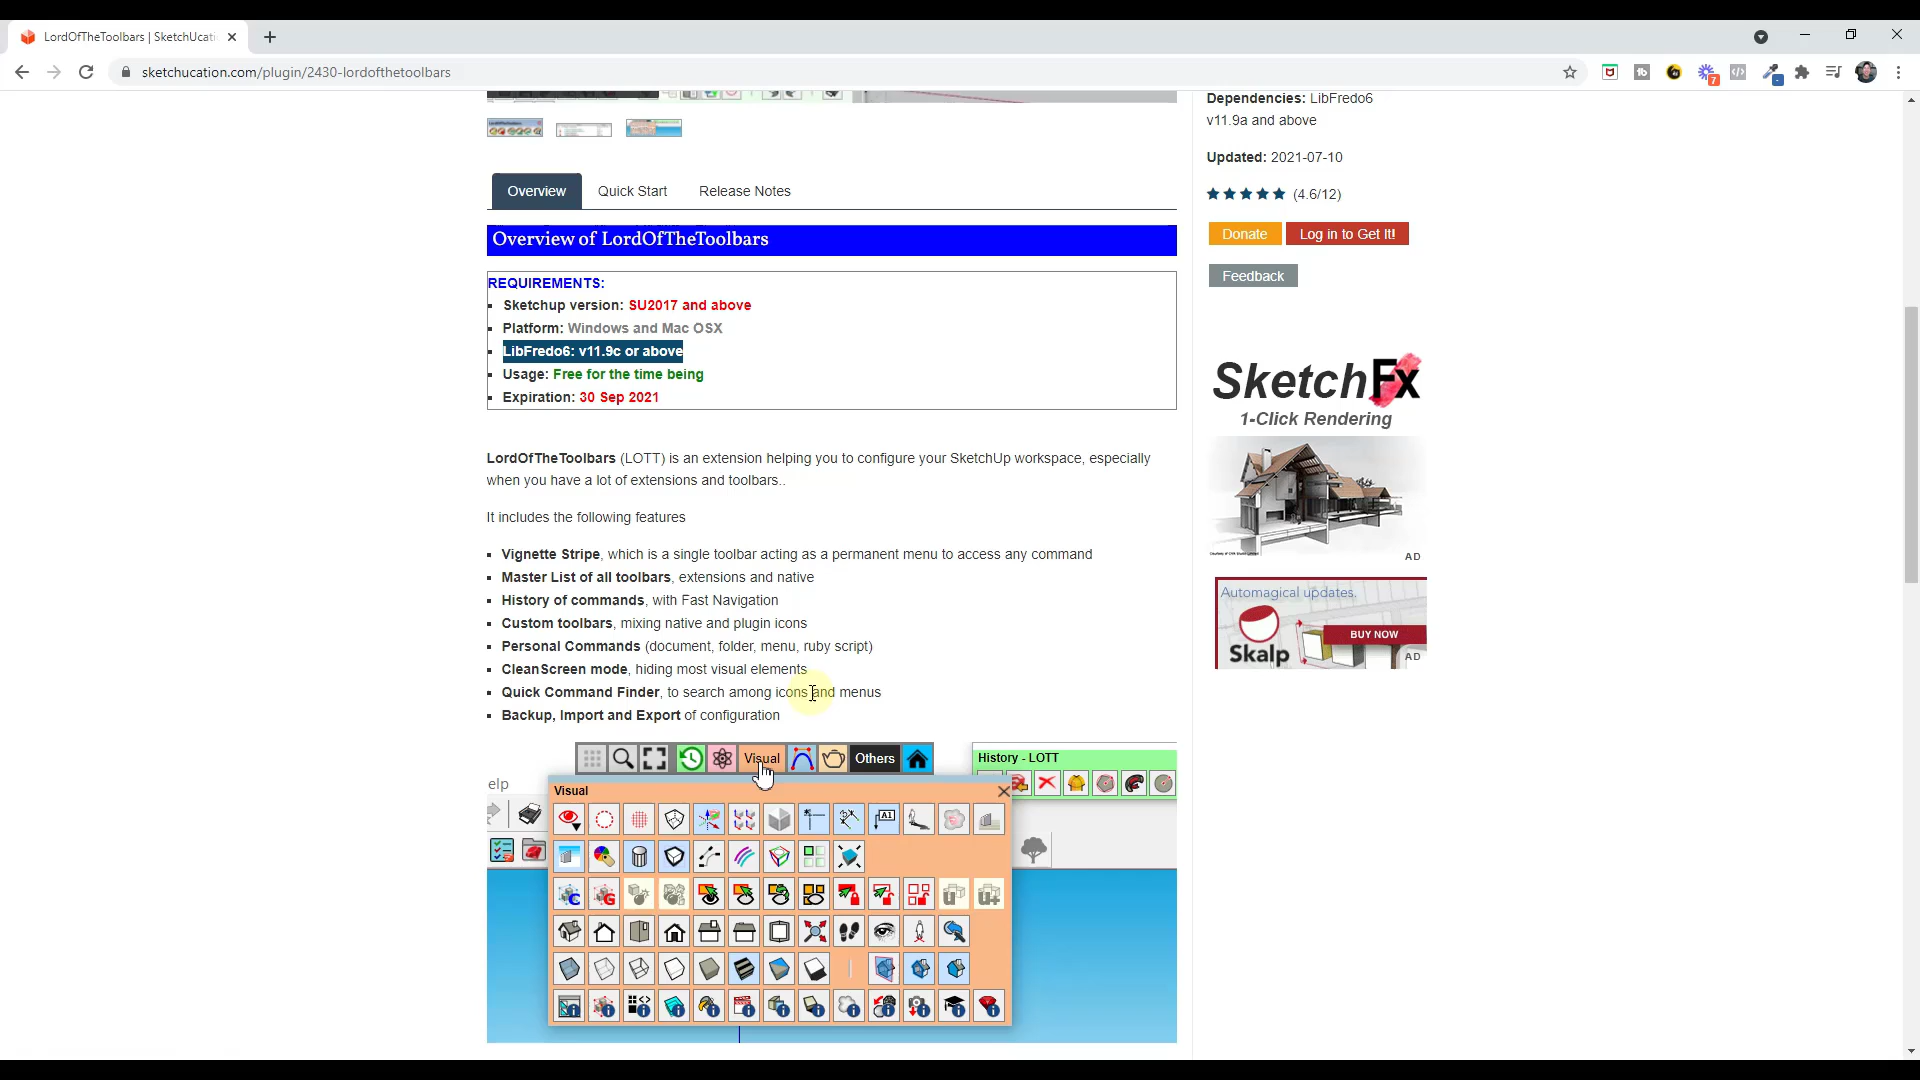 LordOfTheToolbars | SketchUcati
sketchucation.com/plugin/2430-lordofthetoolbars
7
Dependencies: LibFredo6
v11.9a and above
Updated: 2021-07-10
(4.6/12)
Donate
Log in to Get It!
Feedback
Overview
Quick Start
Release Notes
Overview of LordOfTheToolbars
REQUIREMENTS:
Sketchup version: SU2017 and above
Platform: Windows and Mac OSX
LibFredo6: v11.9c or above
Usage: Free for the time being
Expiration: 30 Sep 2021
LordOfTheToolbars (LOTT) is an extension helping you to configure your SketchUp workspace, especially
when you have a lot of extensions and toolbars..
It includes the following features
Vignette Stripe, which is a single toolbar acting as a permanent menu to access any command
Master List of all toolbars, extensions and native
History of commands, with Fast Navigation
Custom toolbars, mixing native and plugin icons
Personal Commands (document, folder, menu, ruby script)
CleanScreen mode, hiding most visual elements
Quick Command Finder, to search among icons and menus
Backup, Import and Export of configuration
Visual
Others
History - LOTT
elp
Visual
A1
C
G
u
u+
SketchFx
1-Click Rendering
AD
Automagical updates.
BUY NOW
Skalp
AD